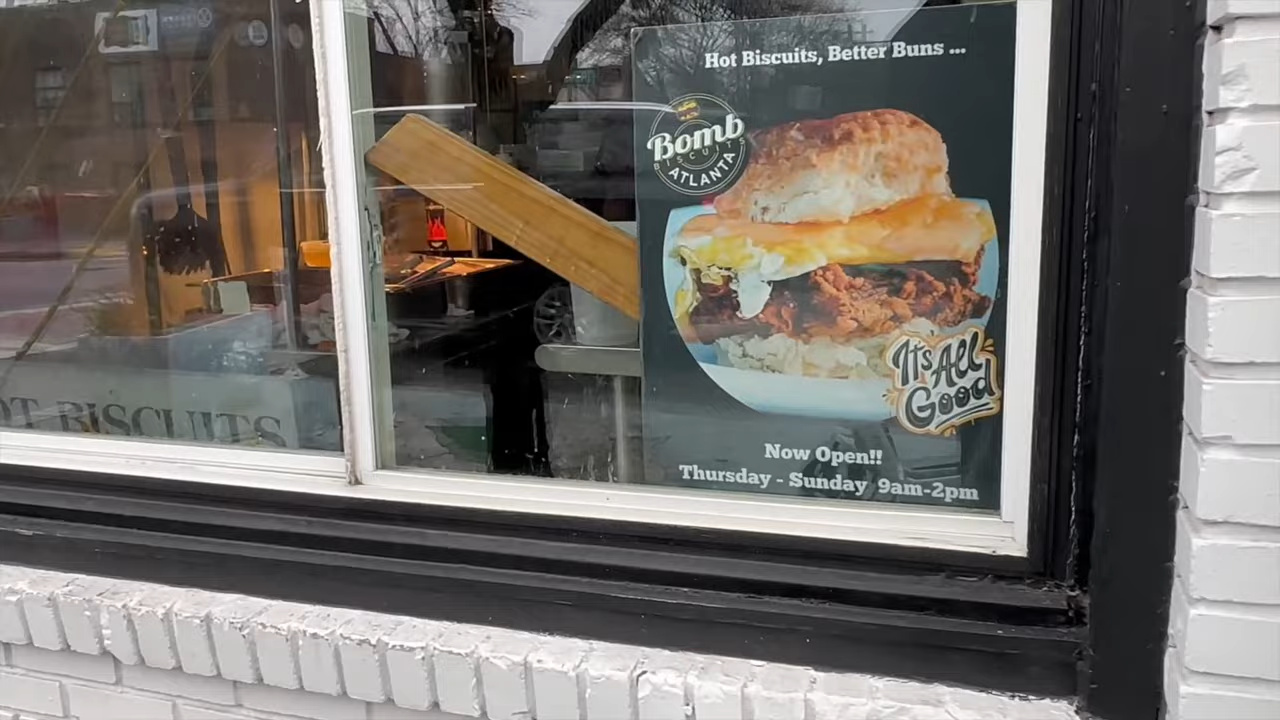 Hot Biscuits, Better Buns ...
Bomb
BISCUITS
ATLANTA
It's All
Good
Now Open!!
Thursday - Sunday 9am-2pm
OT BISCUITS